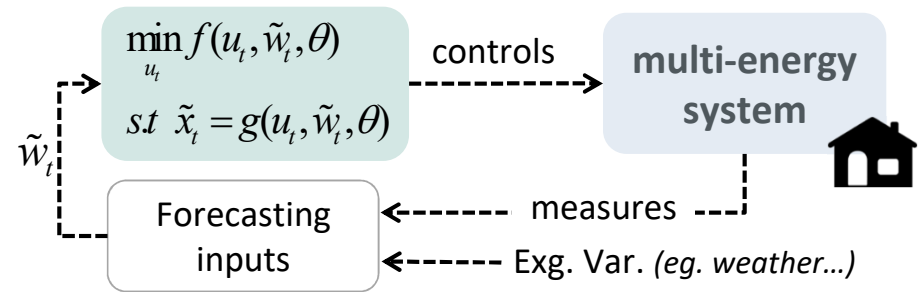 min f(u_t, w̃_t, θ)
u_t
s.t x̃_t = g(u_t, w̃_t, θ)
controls
multi-energy
system
w̃_t
Forecasting
inputs
measures
Exg. Var. (eg. weather…)